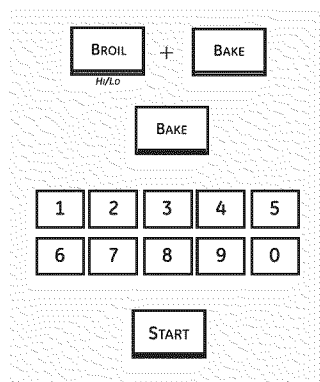 BROIL + BAKE
HI/LO
BAKE
1 2 3 4 5
6 7 8 9 0
START